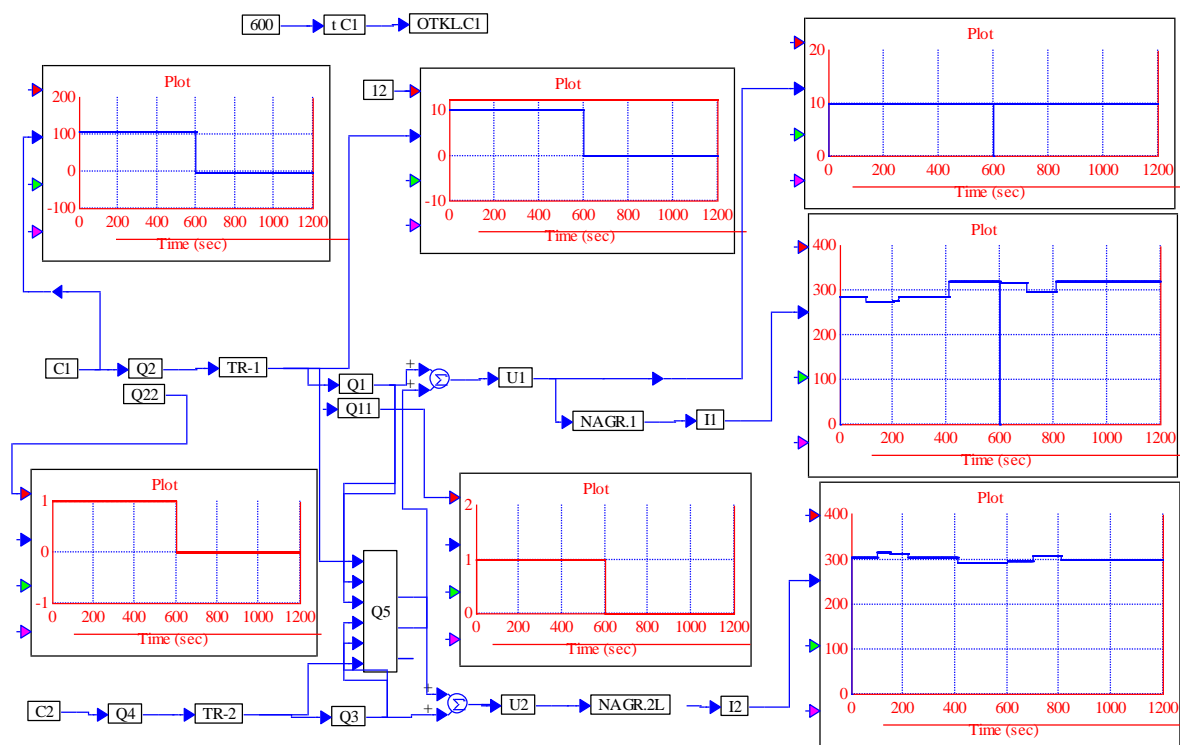 600
t C1
OTKL.C1
Plot
200
100
0
-100
0
200
400
600
800
1000
1200
Time (sec)
12
Plot
10
0
-10
0
200
400
600
800
1000
1200
Time (sec)
Plot
20
10
0
0
200
400
600
800
1000
1200
Time (sec)
Plot
400
300
200
100
0
0
200
400
600
800
1000
1200
Time (sec)
C1
Q2
TR-1
Q22
Q1
Q11
+
+
Σ
U1
NAGR.1
I1
Plot
1
0
-1
0
200
400
600
800
1000
1200
Time (sec)
Q5
Plot
2
1
0
0
200
400
600
800
1000
1200
Time (sec)
Plot
400
300
200
100
0
0
200
400
600
800
1000
1200
Time (sec)
C2
Q4
TR-2
Q3
+
+
Σ
U2
NAGR.2L
I2